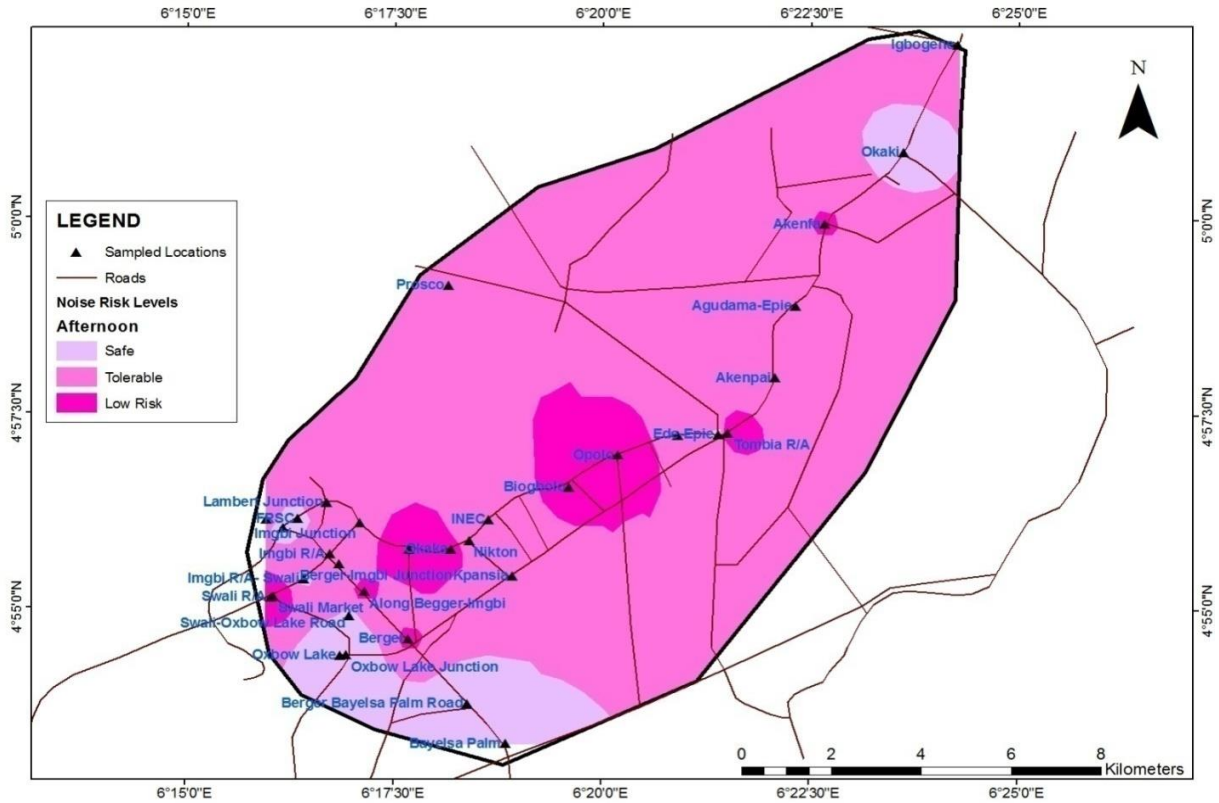 6°15'0"E
6°17'30"E
6°20'0"E
6°22'30"E
6°25'0"E
Igbogene
N
Okaki
5°0'0"N
5°0'0"N
LEGEND
Sampled Locations
Roads
Noise Risk Levels
Afternoon
Safe
Tolerable
Low Risk
Akenfa
Prosco
Agudama-Epie
Akenpai
4°57'30"N
4°57'30"N
Edo-Epie
Tombia R/A
Opolo
Biogbolo
Lambert Junction
FRSC
INEC
Imgbi Junction
Okaka
Nikton
Imgbi R/A
Imgbi R/A- Swali
Berger-Imgbi Junction
Kpansia
Swali R/A
Swali Market
Along Begger-Imgbi
4°55'0"N
4°55'0"N
Swali-Oxbow Lake Road
Berger
Oxbow Lake
Oxbow Lake Junction
Berger Bayelsa Palm Road
Bayelsa Palm
0
2
4
6
8
Kilometers
6°15'0"E
6°17'30"E
6°20'0"E
6°22'30"E
6°25'0"E